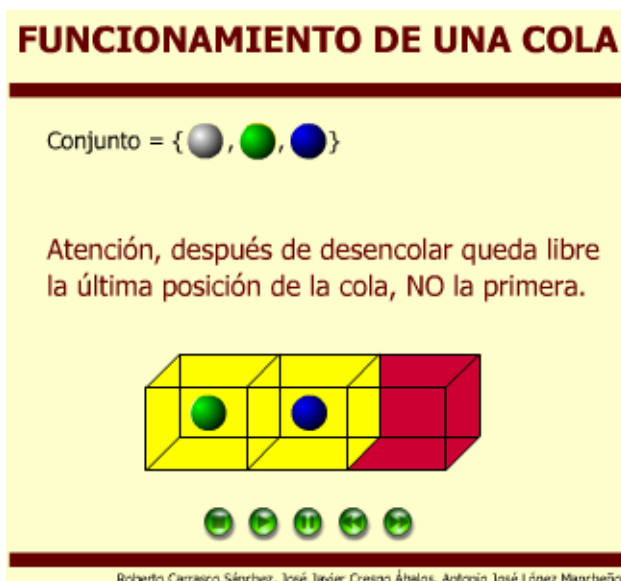 FUNCIONAMIENTO DE UNA COLA
Conjunto = { , , }
Atención, después de desencolar queda libre
la última posición de la cola, NO la primera.
Roberto Carrasco Sánchez, José Javier Crespo Ábalos, Antonio José López Mancheño